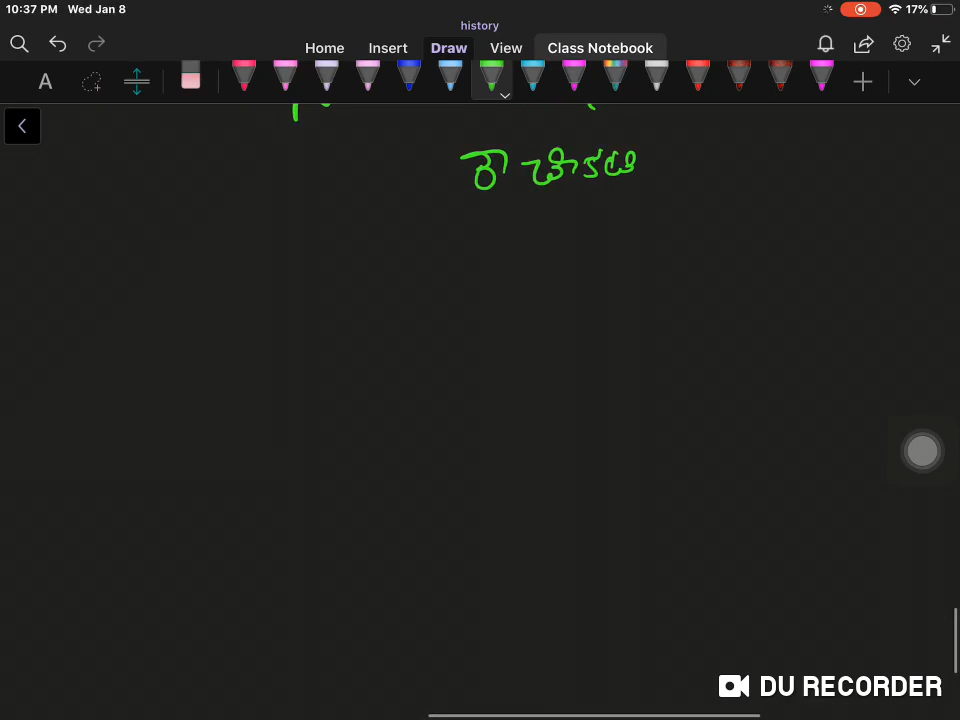 10:37 PM Wed Jan 8
17%
history
Home Insert Draw View Class Notebook
A
DU RECORDER